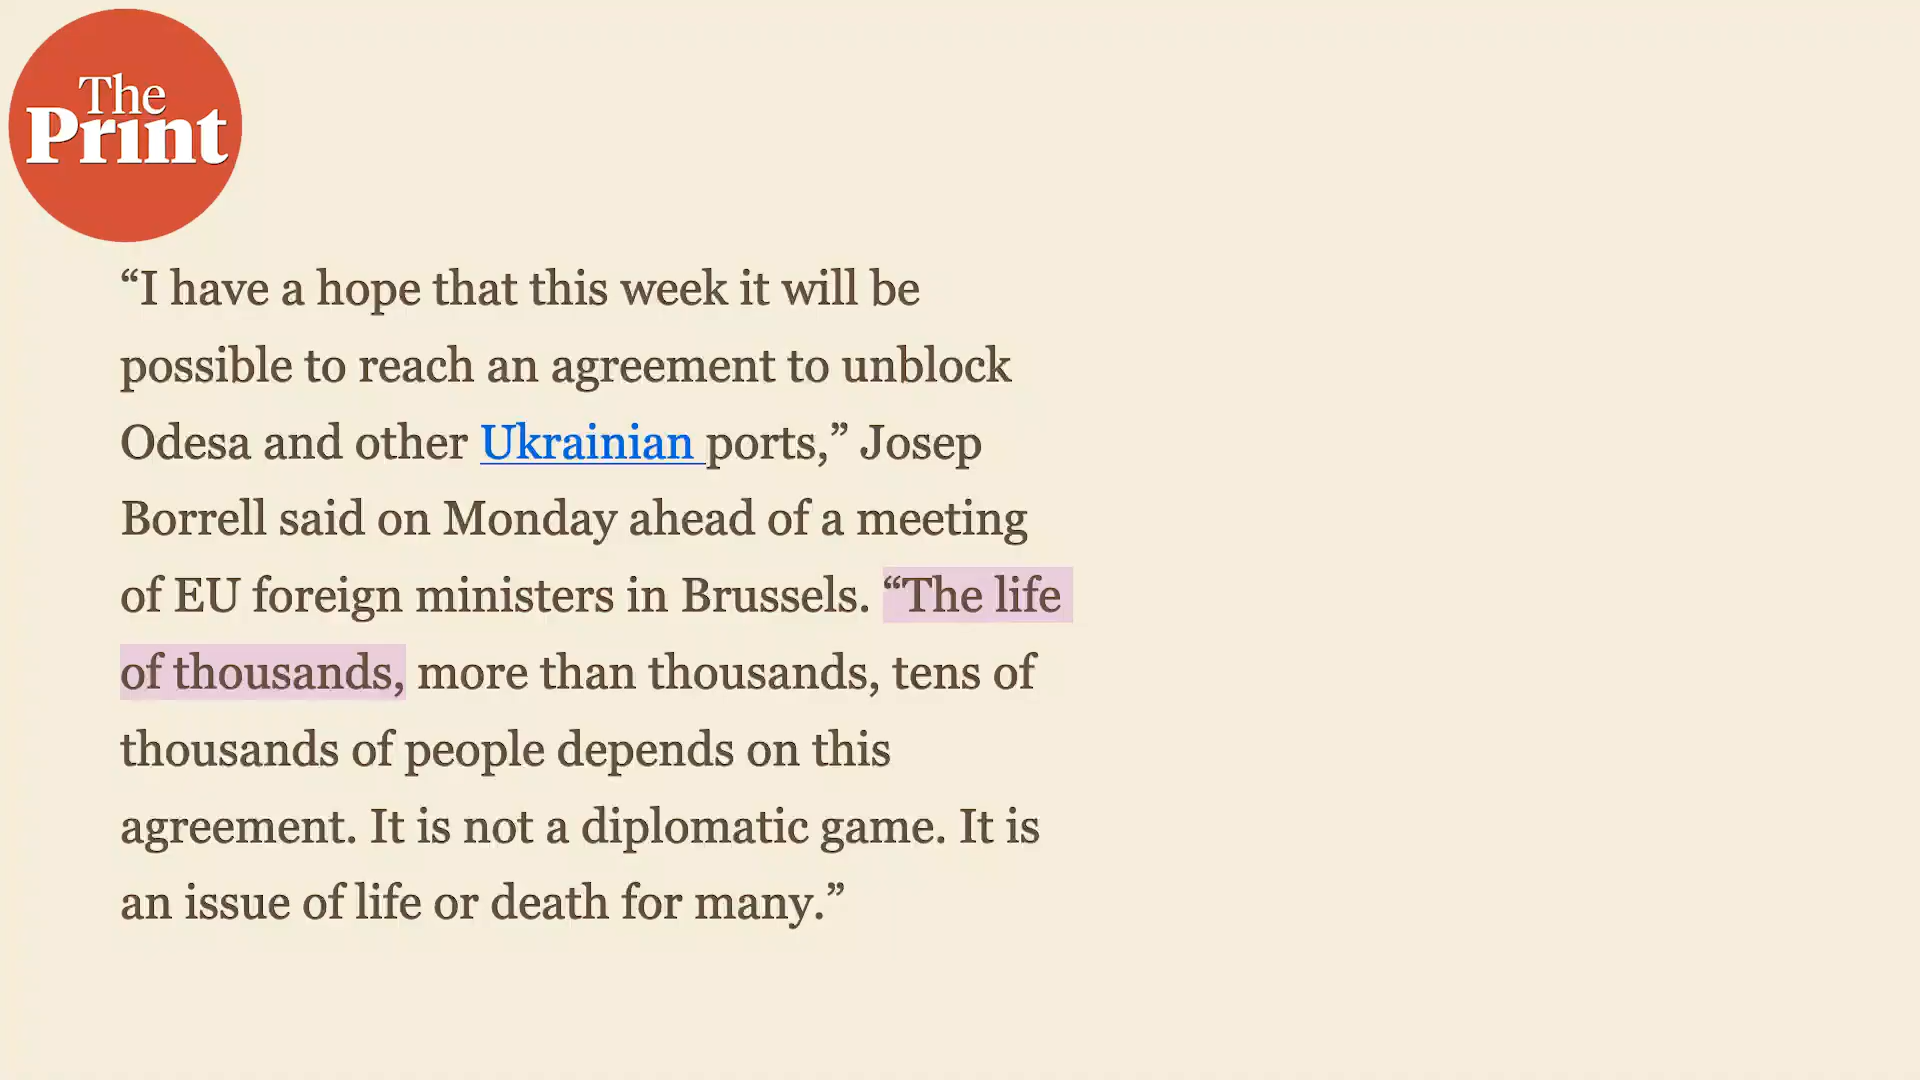 The
Print
“I have a hope that this week it will be
possible to reach an agreement to unblock
Odesa and other Ukrainian ports,” Josep
Borrell said on Monday ahead of a meeting
of EU foreign ministers in Brussels. “The life
of thousands, more than thousands, tens of
thousands of people depends on this
agreement. It is not a diplomatic game. It is
an issue of life or death for many.”